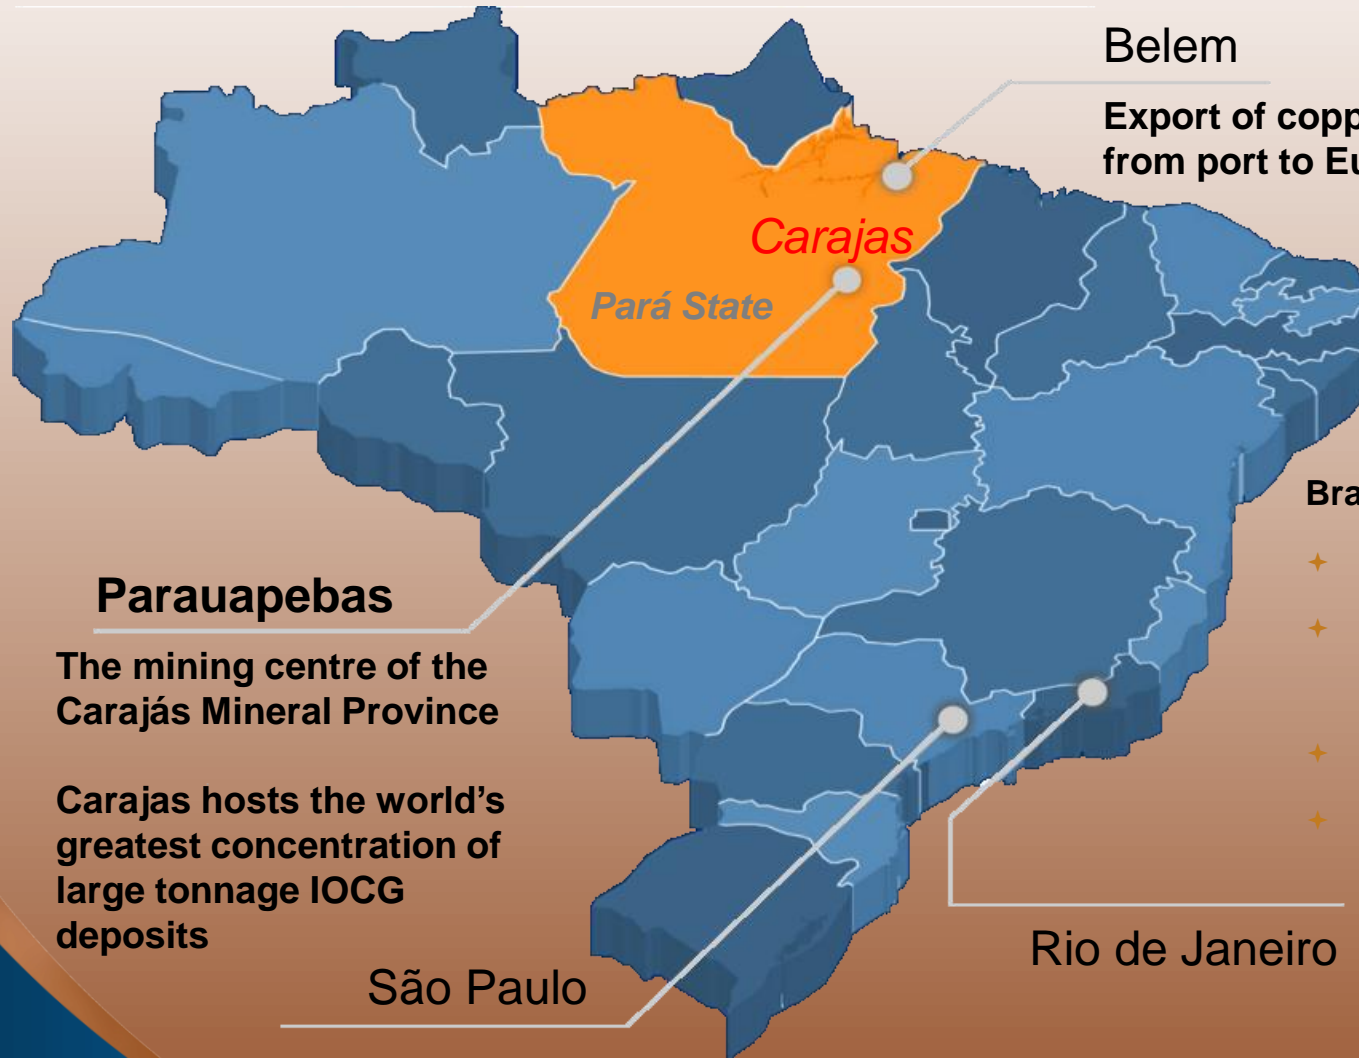 Belem
Export of copp
from port to Eu
Carajas
Pará State
Bra
Parauapebas
The mining centre of the
Carajás Mineral Province
Carajas hosts the world's
greatest concentration of
large tonnage IOCG
deposits
Rio de Janeiro
São Paulo